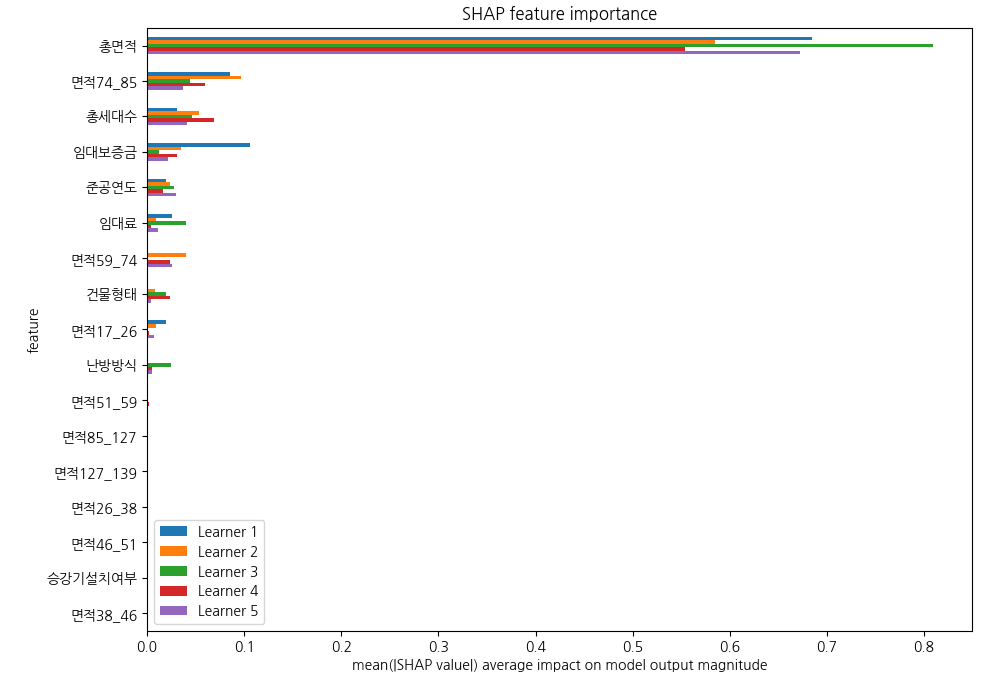 SHAP feature importance
총면적
면적74_85
총세대수
임대보증금
준공연도
임대료
면적59_74
건물형태
면적17_26
난방방식
면적51_59
면적85_127
면적127_139
면적26_38
면적46_51
승강기설치여부
면적38_46
feature
Learner 1
Learner 2
Learner 3
Learner 4
Learner 5
0.0 0.1 0.2 0.3 0.4 0.5 0.6 0.7 0.8
mean(|SHAP value|) average impact on model output magnitude